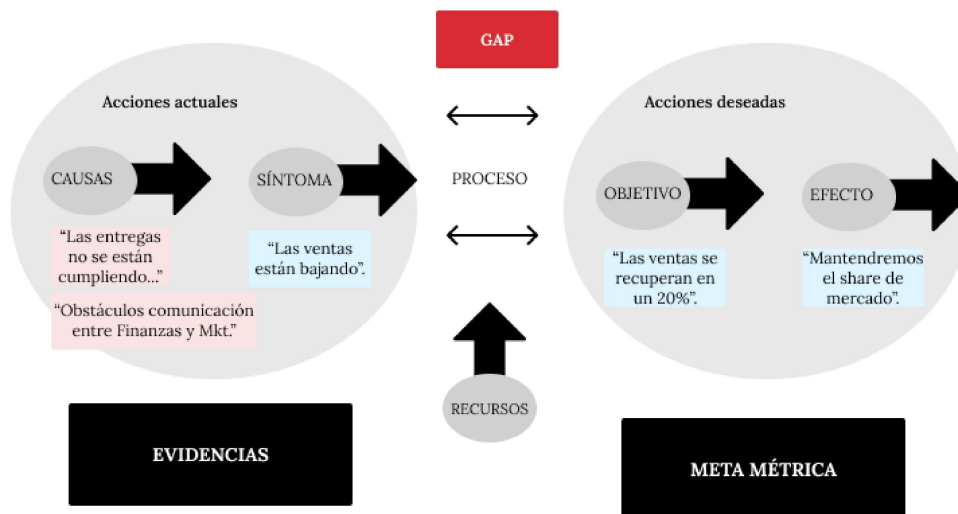 GAP
Acciones actuales
CAUSAS
SÍNTOMA
“Las entregas
no se están
cumpliendo...”
“Las ventas
están bajando”.
“Obstáculos comunicación
entre Finanzas y Mkt.”
PROCESO
RECURSOS
Acciones deseadas
OBJETIVO
EFECTO
“Las ventas se
recuperan en
un 20%”.
“Mantendremos
el share de
mercado”.
EVIDENCIAS
META MÉTRICA